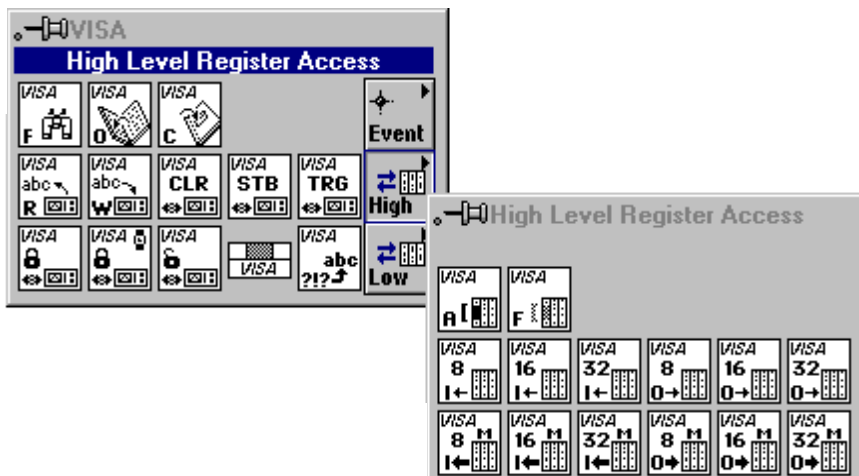 VISA
High Level Register Access
VISA VISA VISA
F O C
Event
VISA VISA VISA VISA VISA
abc abc CLR STB TRG
R W
High
VISA VISA VISA VISA VISA
abc
?!?
Low
High Level Register Access
VISA VISA
A F
VISA VISA VISA VISA VISA VISA
8 16 32 8 16 32
I← I← I← O→ O→ O→
VISA VISA VISA VISA VISA VISA
8 M 16 M 32 M 8 M 16 M 32 M
I← I← I← O→ O→ O→